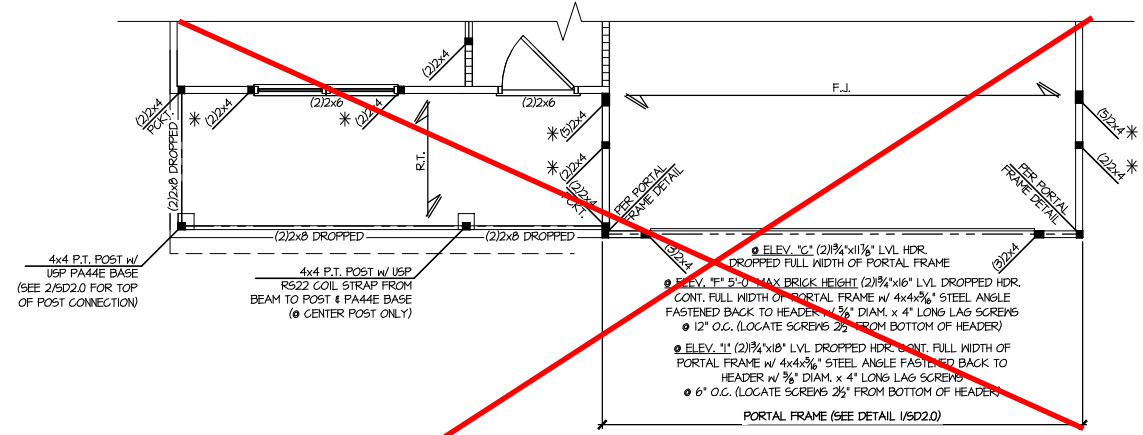 (2)2x4
(2)2x6
(2)2x6
F.J.
(2)2x4
PCKT.
*
(2)2x4
*
(2)2x4
*
(5)2x4
(5)2x4
*
R.T.
(2)2x8 DROPPED
*
(2)2x4
(2)2x4
*
(2)2x4
PCKT.
PER PORTAL
FRAME DETAIL
PER PORTAL
FRAME DETAIL
(2)2x8 DROPPED
(2)2x8 DROPPED
(3)2x4
(3)2x4
4x4 P.T. POST W/
USP PA44E BASE
(SEE 2/SD2.0 FOR TOP
OF POST CONNECTION)
4x4 P.T. POST W/ USP
RS22 COIL STRAP FROM
BEAM TO POST & PA44E BASE
(@ CENTER POST ONLY)
@ ELEV. "C" (2)1¾"x11⅞" LVL HDR.
DROPPED FULL WIDTH OF PORTAL FRAME
@ ELEV. "F" 5'-0" MAX BRICK HEIGHT (2)1¾"x16" LVL DROPPED HDR.
CONT. FULL WIDTH OF PORTAL FRAME W/ 4x4x5/16" STEEL ANGLE
FASTENED BACK TO HEADER W/ ⅝" DIAM. x 4" LONG LAG SCREWS
@ 12" O.C. (LOCATE SCREWS 2½" FROM BOTTOM OF HEADER)
@ ELEV. "I" (2)1¾"x18" LVL DROPPED HDR. CONT. FULL WIDTH OF
PORTAL FRAME W/ 4x4x5/16" STEEL ANGLE FASTENED BACK TO
HEADER W/ ⅝" DIAM. x 4" LONG LAG SCREWS
@ 6" O.C. (LOCATE SCREWS 2½" FROM BOTTOM OF HEADER)
PORTAL FRAME (SEE DETAIL 1/SD2.0)